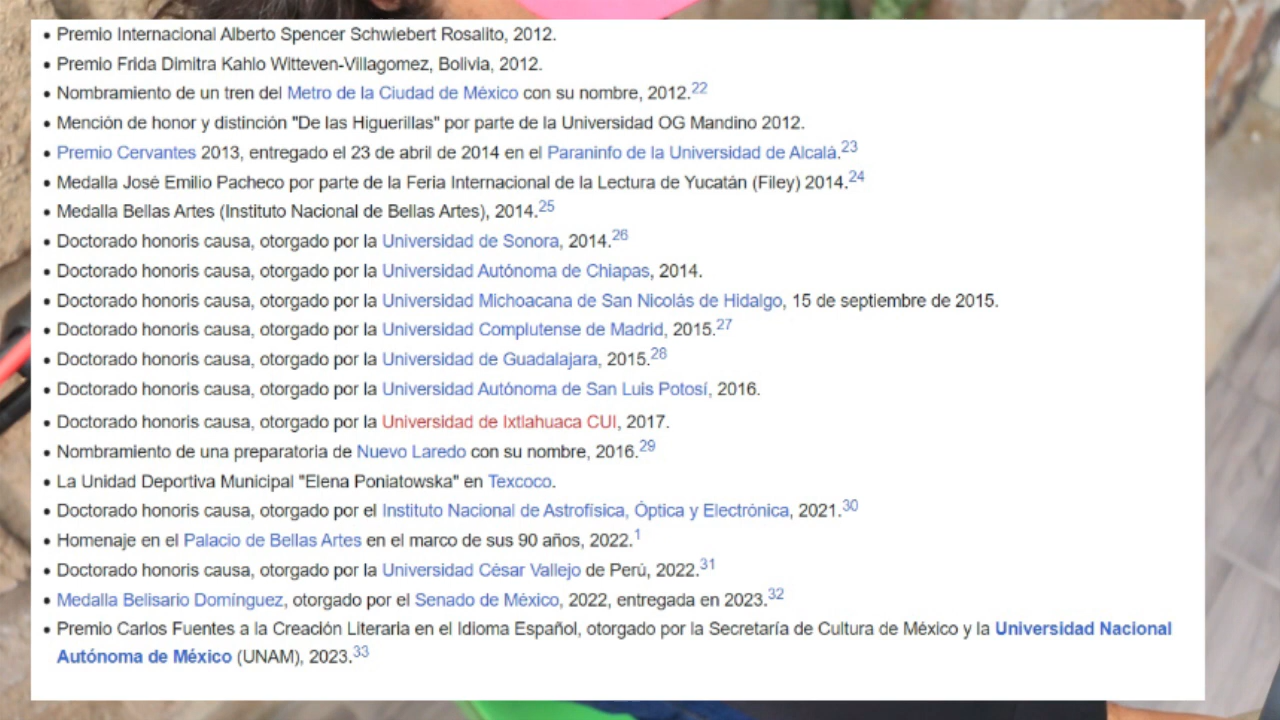 • Premio Internacional Alberto Spencer Schwiebert Rosalito, 2012.
• Premio Frida Dimitra Kahlo Witteven-Villagomez, Bolivia, 2012.
• Nombramiento de un tren del Metro de la Ciudad de México con su nombre, 2012.22
• Mención de honor y distinción "De las Higuerillas" por parte de la Universidad OG Mandino 2012.
• Premio Cervantes 2013, entregado el 23 de abril de 2014 en el Paraninfo de la Universidad de Alcalá.23
• Medalla José Emilio Pacheco por parte de la Feria Internacional de la Lectura de Yucatán (Filey) 2014.24
• Medalla Bellas Artes (Instituto Nacional de Bellas Artes), 2014.25
• Doctorado honoris causa, otorgado por la Universidad de Sonora, 2014.26
• Doctorado honoris causa, otorgado por la Universidad Autónoma de Chiapas, 2014.
• Doctorado honoris causa, otorgado por la Universidad Michoacana de San Nicolás de Hidalgo, 15 de septiembre de 2015.
• Doctorado honoris causa, otorgado por la Universidad Complutense de Madrid, 2015.27
• Doctorado honoris causa, otorgado por la Universidad de Guadalajara, 2015.28
• Doctorado honoris causa, otorgado por la Universidad Autónoma de San Luis Potosí, 2016.
• Doctorado honoris causa, otorgado por la Universidad de Ixtlahuaca CUI, 2017.
• Nombramiento de una preparatoria de Nuevo Laredo con su nombre, 2016.29
• La Unidad Deportiva Municipal "Elena Poniatowska" en Texcoco.
• Doctorado honoris causa, otorgado por el Instituto Nacional de Astrofísica, Óptica y Electrónica, 2021.30
• Homenaje en el Palacio de Bellas Artes en el marco de sus 90 años, 2022.1
• Doctorado honoris causa, otorgado por la Universidad César Vallejo de Perú, 2022.31
• Medalla Belisario Domínguez, otorgado por el Senado de México, 2022, entregada en 2023.32
• Premio Carlos Fuentes a la Creación Literaria en el Idioma Español, otorgado por la Secretaría de Cultura de México y la Universidad Nacional
Autónoma de México (UNAM), 2023.33